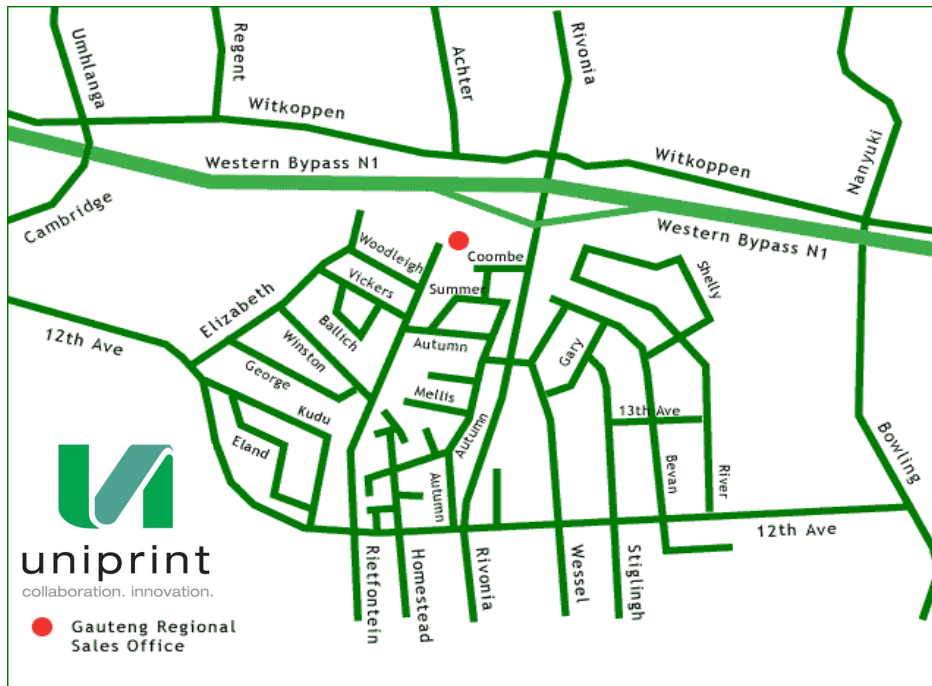 Umhlanga
Regent
Achter
Rivonia
Witkoppen
Western Bypass N1
Witkoppen
Nanyuki
Cambridge
Western Bypass N1
Woodleigh
Coombe
Vickers
Summer
Shelly
Elizabeth
Ballich
12th Ave
Winston
Autumn
Gary
George
Mellis
Kudu
13th Ave
Eland
Autumn
Bowling
Autumn
Bevan
River
12th Ave
Rietfontein
Homestead
Rivonia
Wessel
Stiglingh
uniprint
collaboration. innovation.
Gauteng Regional
Sales Office